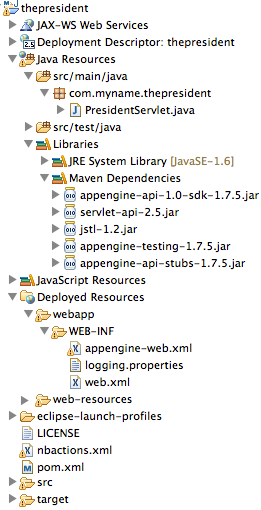 thepresident
JAX-WS Web Services
Deployment Descriptor: thepresident
Java Resources
src/main/java
com.myname.thepresident
PresidentServlet.java
src/test/java
Libraries
JRE System Library [JavaSE-1.6]
Maven Dependencies
appengine-api-1.0-sdk-1.7.5.jar
servlet-api-2.5.jar
jstl-1.2.jar
appengine-testing-1.7.5.jar
appengine-api-stubs-1.7.5.jar
JavaScript Resources
Deployed Resources
webapp
WEB-INF
appengine-web.xml
logging.properties
web.xml
web-resources
eclipse-launch-profiles
LICENSE
nbactions.xml
pom.xml
src
target